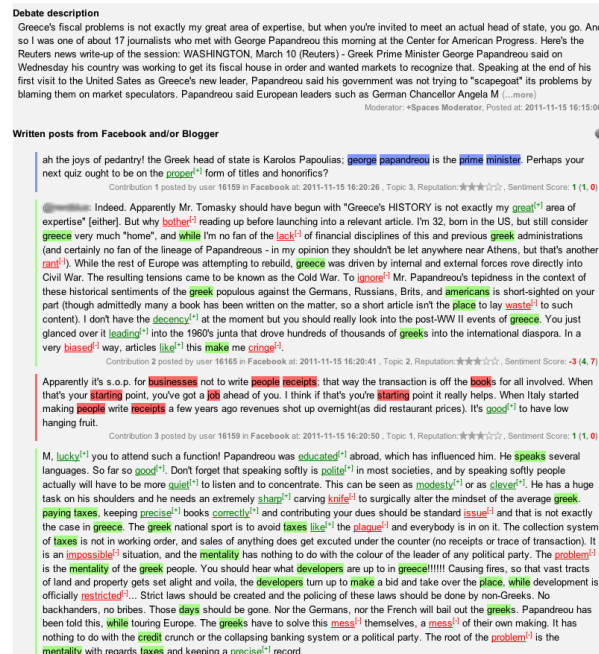 Debate description
Greece's fiscal problems is not exactly my great area of expertise, but when you're invited to meet an actual head of state, you go. And
so I was one of about 17 journalists who met with George Papandreou this morning at the Center for American Progress. Here's the
Reuters news write-up of the session: WASHINGTON, March 10 (Reuters) - Greek Prime Minister George Papandreou said on
Wednesday his country was working to get its fiscal house in order and wanted markets to recognize that. Speaking at the end of his
first visit to the United Sates as Greece's new leader, Papandreou said his government was not trying to "scapegoat" its problems by
blaming them on market speculators. Papandreou said European leaders such as German Chancellor Angela M (...more)
Moderator: +Spaces Moderator, Posted at: 2011-11-15 16:15:00
Written posts from Facebook and/or Blogger
ah the joys of pedantry! the Greek head of state is Karolos Papoulias; george papandreou is the prime minister. Perhaps your
next quiz ought to be on the proper[+] form of titles and honorifics?
Contribution 1 posted by user 16159 in Facebook at: 2011-11-15 16:20:26 , Topic 3, Reputation:★★★☆☆, Sentiment Score: 1 (1, 0)
Indeed. Apparently Mr. Tomasky should have begun with "Greece's HISTORY is not exactly my great[+] area of
expertise" [either]. But why bother[-] reading up before launching into a relevant article. I'm 32, born in the US, but still consider
greece very much "home", and while I'm no fan of the lack[-] of financial disciplines of this and previous greek administrations
(and certainly no fan of the lineage of Papandreous - in my opinion they shouldn't be let anywhere near Athens, but that's another
rant[-]). While the rest of Europe was attempting to rebuild, greece was driven by internal and external forces rove directly into
Civil War. The resulting tensions came to be known as the Cold War. To ignore[-] Mr. Papandreou's tepidness in the context of
these historical sentiments of the greek populous against the Germans, Russians, Brits, and americans is short-sighted on your
part (though admittedly many a book has been written on the matter, so a short article isn't the place to lay waste[-] to such
content). I don't have the decency[+] at the moment but you should really look into the post-WW II events of greece. You just
glanced over it leading[+] into the 1960's junta that drove hundreds of thousands of greeks into the international diaspora. In a
very biased[-] way, articles like[+] this make me cringe[-].
Contribution 2 posted by user 16165 in Facebook at: 2011-11-15 16:20:41 , Topic 2, Reputation:★★★☆☆, Sentiment Score: -3 (4, 7)
Apparently it's s.o.p. for businesses not to write people receipts; that way the transaction is off the books for all involved. When
that's your starting point, you've got a job ahead of you. I think if that's you're starting point it really helps. When Italy started
making people write receipts a few years ago revenues shot up overnight(as did restaurant prices). It's good[+] to have low
hanging fruit.
Contribution 3 posted by user 16159 in Facebook at: 2011-11-15 16:20:50 , Topic 1, Reputation:★★★☆☆, Sentiment Score: 1 (1, 0)
M, lucky[+] you to attend such a function! Papandreou was educated[+] abroad, which has influenced him. He speaks several
languages. So far so good[+]. Don't forget that speaking softly is polite[+] in most societies, and by speaking softly people
actually will have to be more quiet[+] to listen and to concentrate. This can be seen as modesty[+] or as clever[+]. He has a huge
task on his shoulders and he needs an extremely sharp[+] carving knife[-] to surgically alter the mindset of the average greek.
paying taxes, keeping precise[+] books correctly[+] and contributing your dues should be standard issue[-] and that is not exactly
the case in greece. The greek national sport is to avoid taxes like[+] the plague[-] and everybody is in on it. The collection system
of taxes is not in working order, and sales of anything does get excuted under the counter (no receipts or trace of transaction). It
is an impossible[-] situation, and the mentality has nothing to do with the colour of the leader of any political party. The problem[-]
is the mentality of the greek people. You should hear what developers are up to in greece!!!!!! Causing fires, so that vast tracts
of land and property gets set alight and voila, the developers turn up to make a bid and take over the place, while development is
officially restricted[-]... Strict laws should be created and the policing of these laws should be done by non-Greeks. No
backhanders, no bribes. Those days should be gone. Nor the Germans, nor the French will bail out the greeks. Papandreou has
been told this, while touring Europe. The greeks have to solve this mess[-] themselves, a mess[-] of their own making. It has
nothing to do with the credit crunch or the collapsing banking system or a political party. The root of the problem[-] is the
mentality with regards taxes and keeping a precise[+] record.